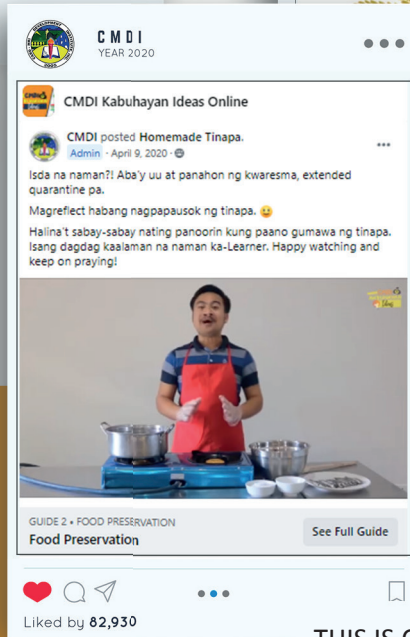 CMDI
YEAR 2020
CMDI Kabuhayan Ideas Online
CMDI posted Homemade Tinapa.
Admin · April 9, 2020 ·
Isda na naman?! Aba'y uu at panahon ng kwaresma, extended
quarantine pa.
Magreflect habang nagpapausok ng tinapa. 😜
Halina't sabay-sabay nating panoorin kung paano gumawa ng tinapa.
Isang dagdag kaalaman na naman ka-Learner. Happy watching and
keep on praying!
GUIDE 2 • FOOD PRESERVATION
Food Preservation
See Full Guide
Liked by 82,930